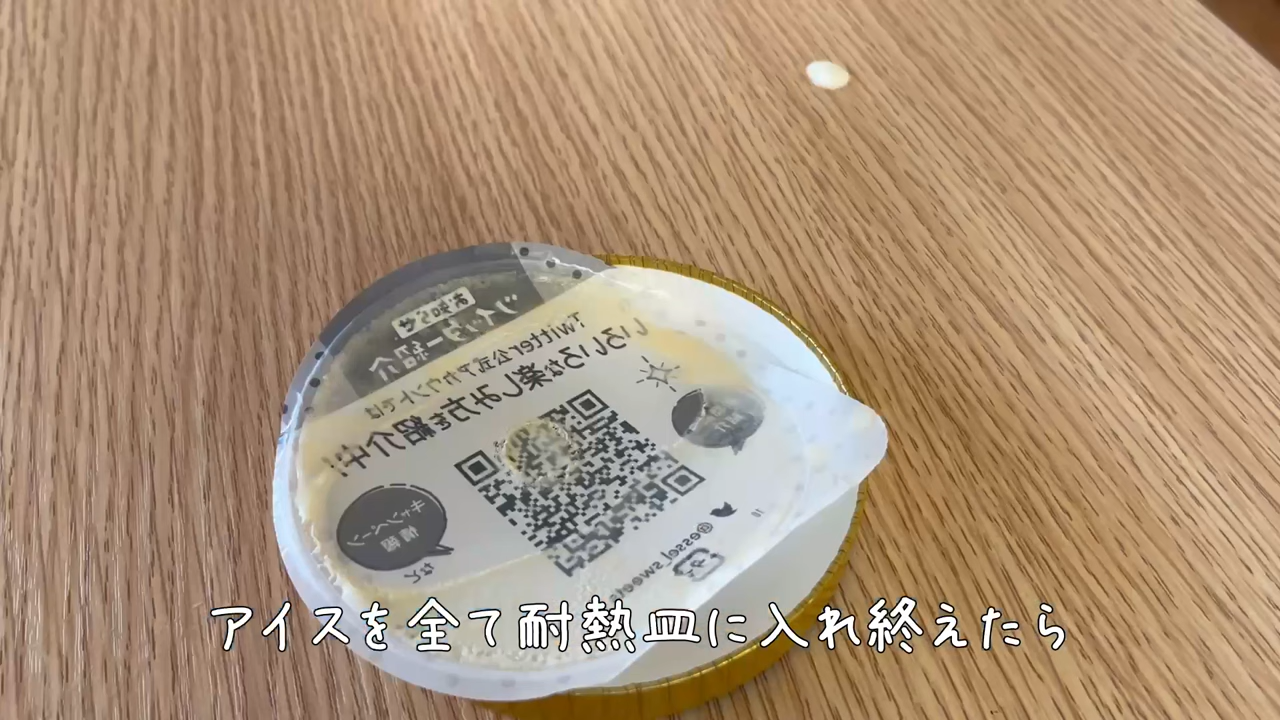 お知らせ
ツイッター紹介
Twitter公式アカウントでは
いろいろな楽しみ方を紹介中!
キャンペーン
情報
など
@essel_sweets
アイスを全て耐熱皿に入れ終えたら